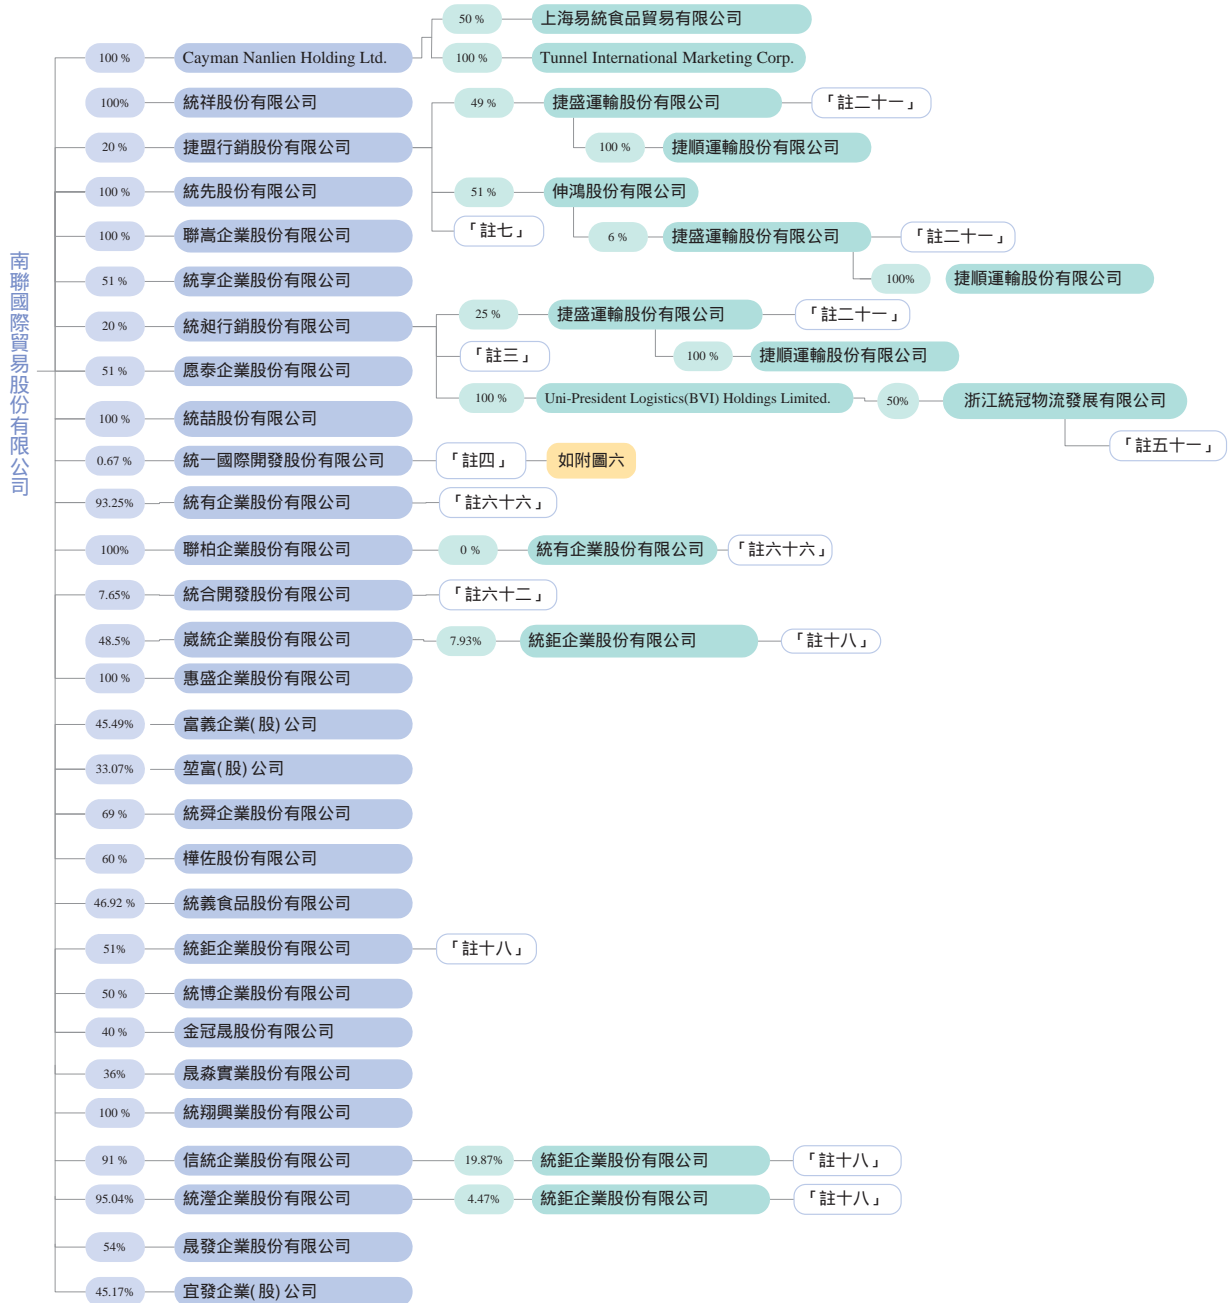 南聯國際貿易股份有限公司
50 % 上海易統食品貿易有限公司
100 % Cayman Nanlien Holding Ltd. 100 % Tunnel International Marketing Corp.
100% 統祥股份有限公司 49 % 捷盛運輸股份有限公司 「註二十一」
20 % 捷盟行銷股份有限公司 100 % 捷順運輸股份有限公司
100 % 統先股份有限公司 51 % 伸鴻股份有限公司
「註七」
100 % 聯嵩企業股份有限公司 6 % 捷盛運輸股份有限公司 「註二十一」
51 % 統享企業股份有限公司 100% 捷順運輸股份有限公司
25 % 捷盛運輸股份有限公司 「註二十一」
20 % 統昶行銷股份有限公司
「註三」 100 % 捷順運輸股份有限公司
51 % 愿泰企業股份有限公司
100 % Uni-President Logistics(BVI) Holdings Limited. 50% 浙江統冠物流發展有限公司
100 % 統喆股份有限公司
「註五十一」
0.67 % 統一國際開發股份有限公司 「註四」 如附圖六
93.25% 統有企業股份有限公司 「註六十六」
100% 聯柏企業股份有限公司 0 % 統有企業股份有限公司 「註六十六」
7.65% 統合開發股份有限公司 「註六十二」
48.5% 崴統企業股份有限公司 7.93% 統鉅企業股份有限公司 「註十八」
100 % 惠盛企業股份有限公司
45.49% 富義企業(股)公司
33.07% 堃富(股)公司
69 % 統舜企業股份有限公司
60 % 樺佐股份有限公司
46.92 % 統義食品股份有限公司
51% 統鉅企業股份有限公司 「註十八」
50 % 統博企業股份有限公司
40 % 金冠晟股份有限公司
36% 晟淼實業股份有限公司
100 % 統翔興業股份有限公司
91 % 信統企業股份有限公司 19.87% 統鉅企業股份有限公司 「註十八」
95.04% 統瀅企業股份有限公司 4.47% 統鉅企業股份有限公司 「註十八」
54% 晟發企業股份有限公司
45.17% 宜發企業(股)公司